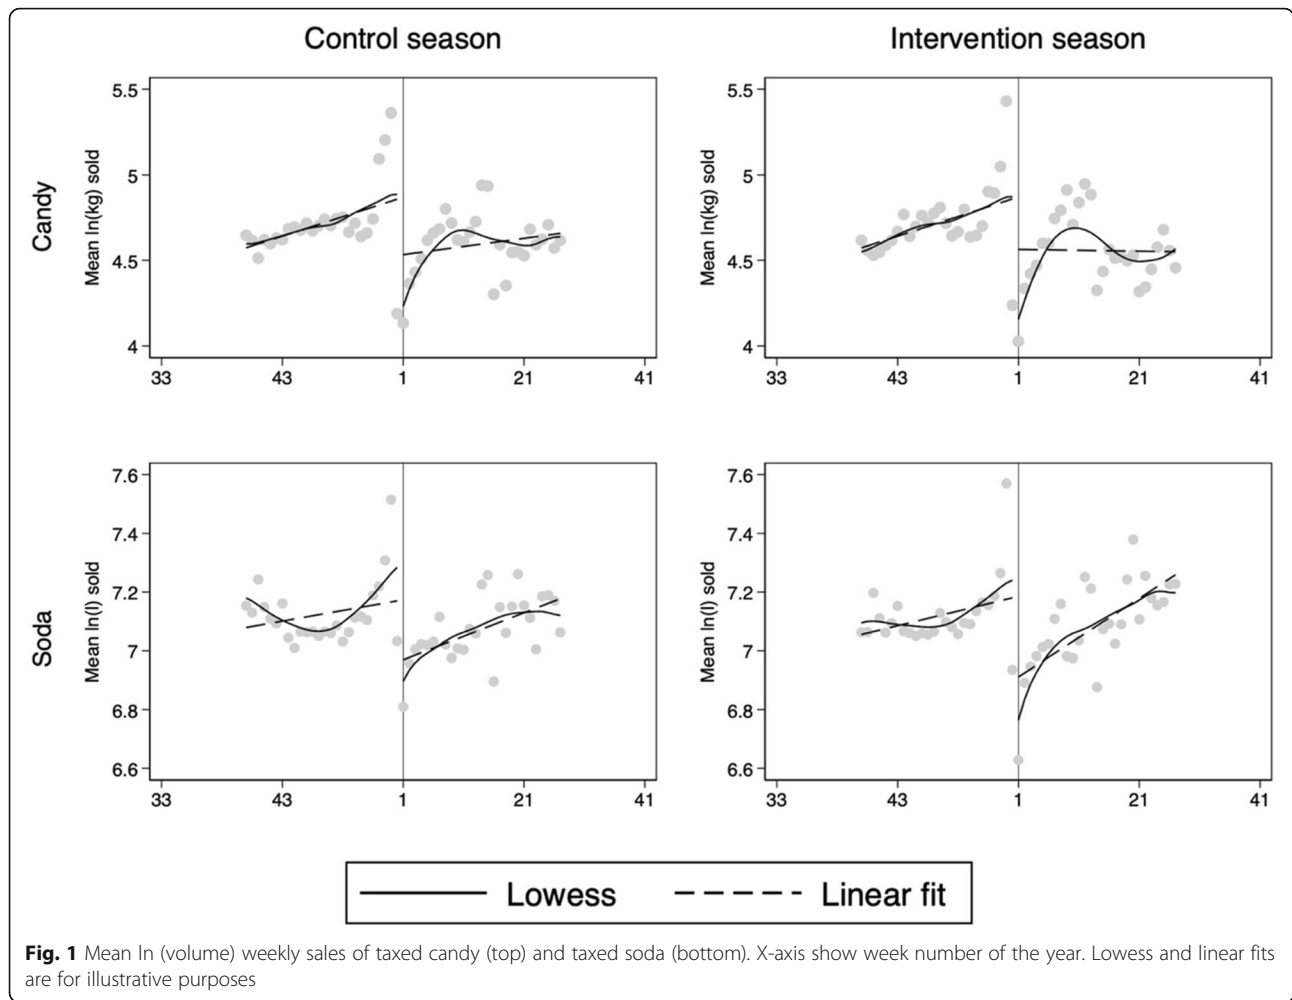 Control season
Intervention season
Candy
Mean ln(kg) sold
5.5
5
4.5
4
33 43 1 21 41
Mean ln(kg) sold
5.5
5
4.5
4
33 43 1 21 41
Soda
Mean ln(l) sold
7.6
7.4
7.2
7
6.8
6.6
33 43 1 21 41
Mean ln(l) sold
7.6
7.4
7.2
7
6.8
6.6
33 43 1 21 41
Lowess Linear fit
Fig. 1 Mean ln (volume) weekly sales of taxed candy (top) and taxed soda (bottom). X-axis show week number of the year. Lowess and linear fits
are for illustrative purposes